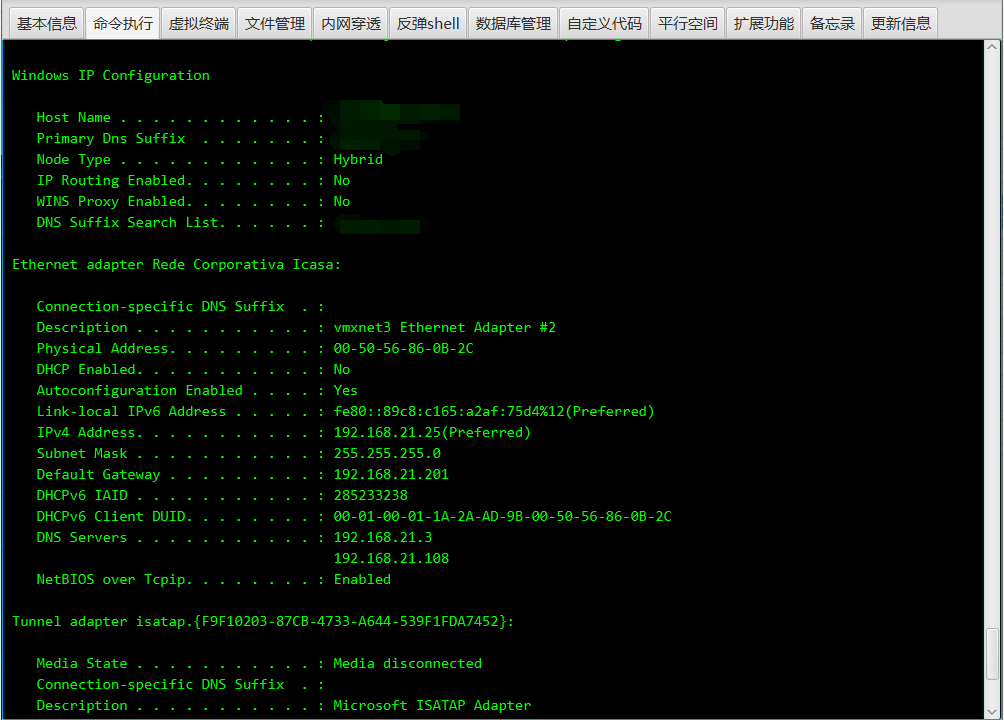 基本信息 命令执行 虚拟终端 文件管理 内网穿透 反弹shell 数据库管理 自定义代码 平行空间 扩展功能 备忘录 更新信息
Windows IP Configuration
Host Name . . . . . . . . . . . . :
Primary Dns Suffix . . . . . . . :
Node Type . . . . . . . . . . . . : Hybrid
IP Routing Enabled. . . . . . . . : No
WINS Proxy Enabled. . . . . . . . : No
DNS Suffix Search List. . . . . . :
Ethernet adapter Rede Corporativa Icasa:
Connection-specific DNS Suffix . :
Description . . . . . . . . . . . : vmxnet3 Ethernet Adapter #2
Physical Address. . . . . . . . . : 00-50-56-86-0B-2C
DHCP Enabled. . . . . . . . . . . : No
Autoconfiguration Enabled . . . . : Yes
Link-local IPv6 Address . . . . . : fe80::89c8:c165:a2af:75d4%12(Preferred)
IPv4 Address. . . . . . . . . . . : 192.168.21.25(Preferred)
Subnet Mask . . . . . . . . . . . : 255.255.255.0
Default Gateway . . . . . . . . . : 192.168.21.201
DHCPv6 IAID . . . . . . . . . . . : 285233238
DHCPv6 Client DUID. . . . . . . . : 00-01-00-01-1A-2A-AD-9B-00-50-56-86-0B-2C
DNS Servers . . . . . . . . . . . : 192.168.21.3
192.168.21.108
NetBIOS over Tcpip. . . . . . . . : Enabled
Tunnel adapter isatap.{F9F10203-87CB-4733-A644-539F1FDA7452}:
Media State . . . . . . . . . . . : Media disconnected
Connection-specific DNS Suffix . :
Description . . . . . . . . . . . : Microsoft ISATAP Adapter